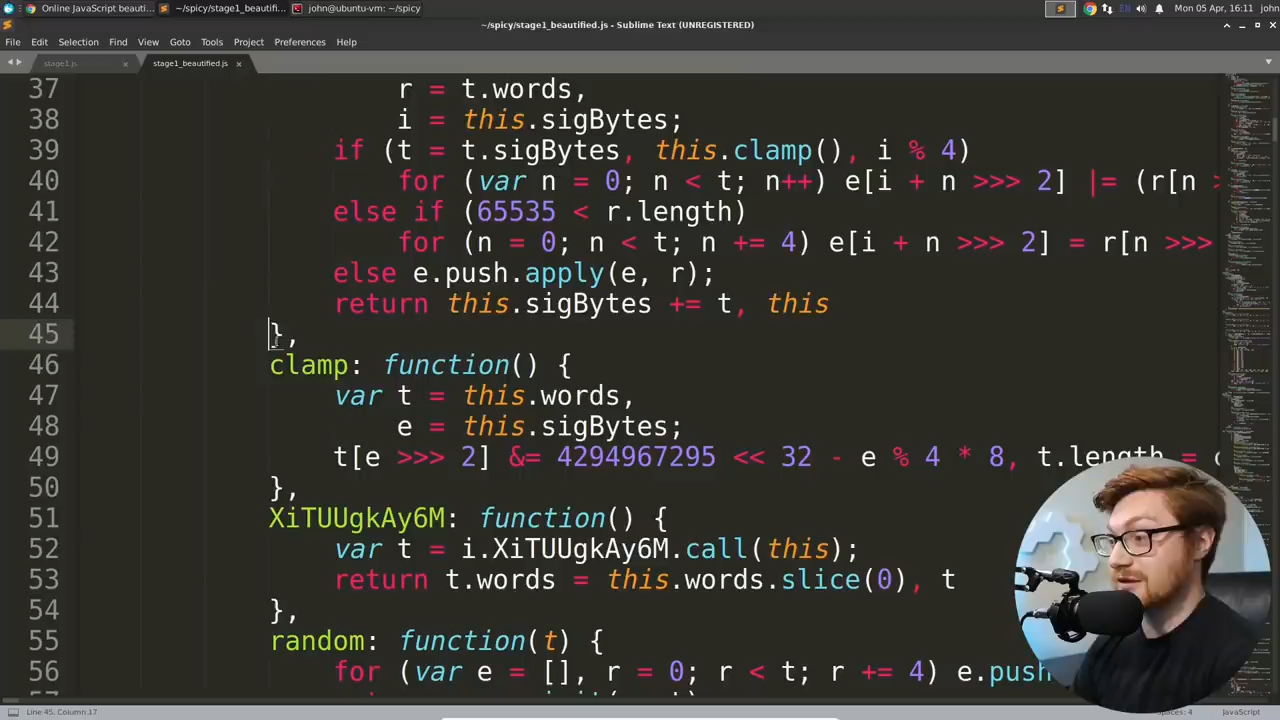 Online JavaScript beauti...
~/spicy/stage1_beautifi...
john@ubuntu-vm: ~/spicy
EN
Mon 05 Apr, 16:11
john
~/spicy/stage1_beautified.js - Sublime Text (UNREGISTERED)
File Edit Selection Find View Goto Tools Project Preferences Help
stage1.js
stage1_beautified.js
37 r = t.words,
38 i = this.sigBytes;
39 if (t = t.sigBytes, this.clamp(), i % 4)
40 for (var n = 0; n < t; n++) e[i + n >>> 2] |= (r[n >
41 else if (65535 < r.length)
42 for (n = 0; n < t; n += 4) e[i + n >>> 2] = r[n >>>
43 else e.push.apply(e, r);
44 return this.sigBytes += t, this
45 },
46 clamp: function() {
47 var t = this.words,
48 e = this.sigBytes;
49 t[e >>> 2] &= 4294967295 << 32 - e % 4 * 8, t.length =
50 },
51 XiTUUgkAy6M: function() {
52 var t = i.XiTUUgkAy6M.call(this);
53 return t.words = this.words.slice(0), t
54 },
55 random: function(t) {
56 for (var e = [], r = 0; r < t; r += 4) e.push
Line 45, Column 17
Spaces: 4
JavaScript